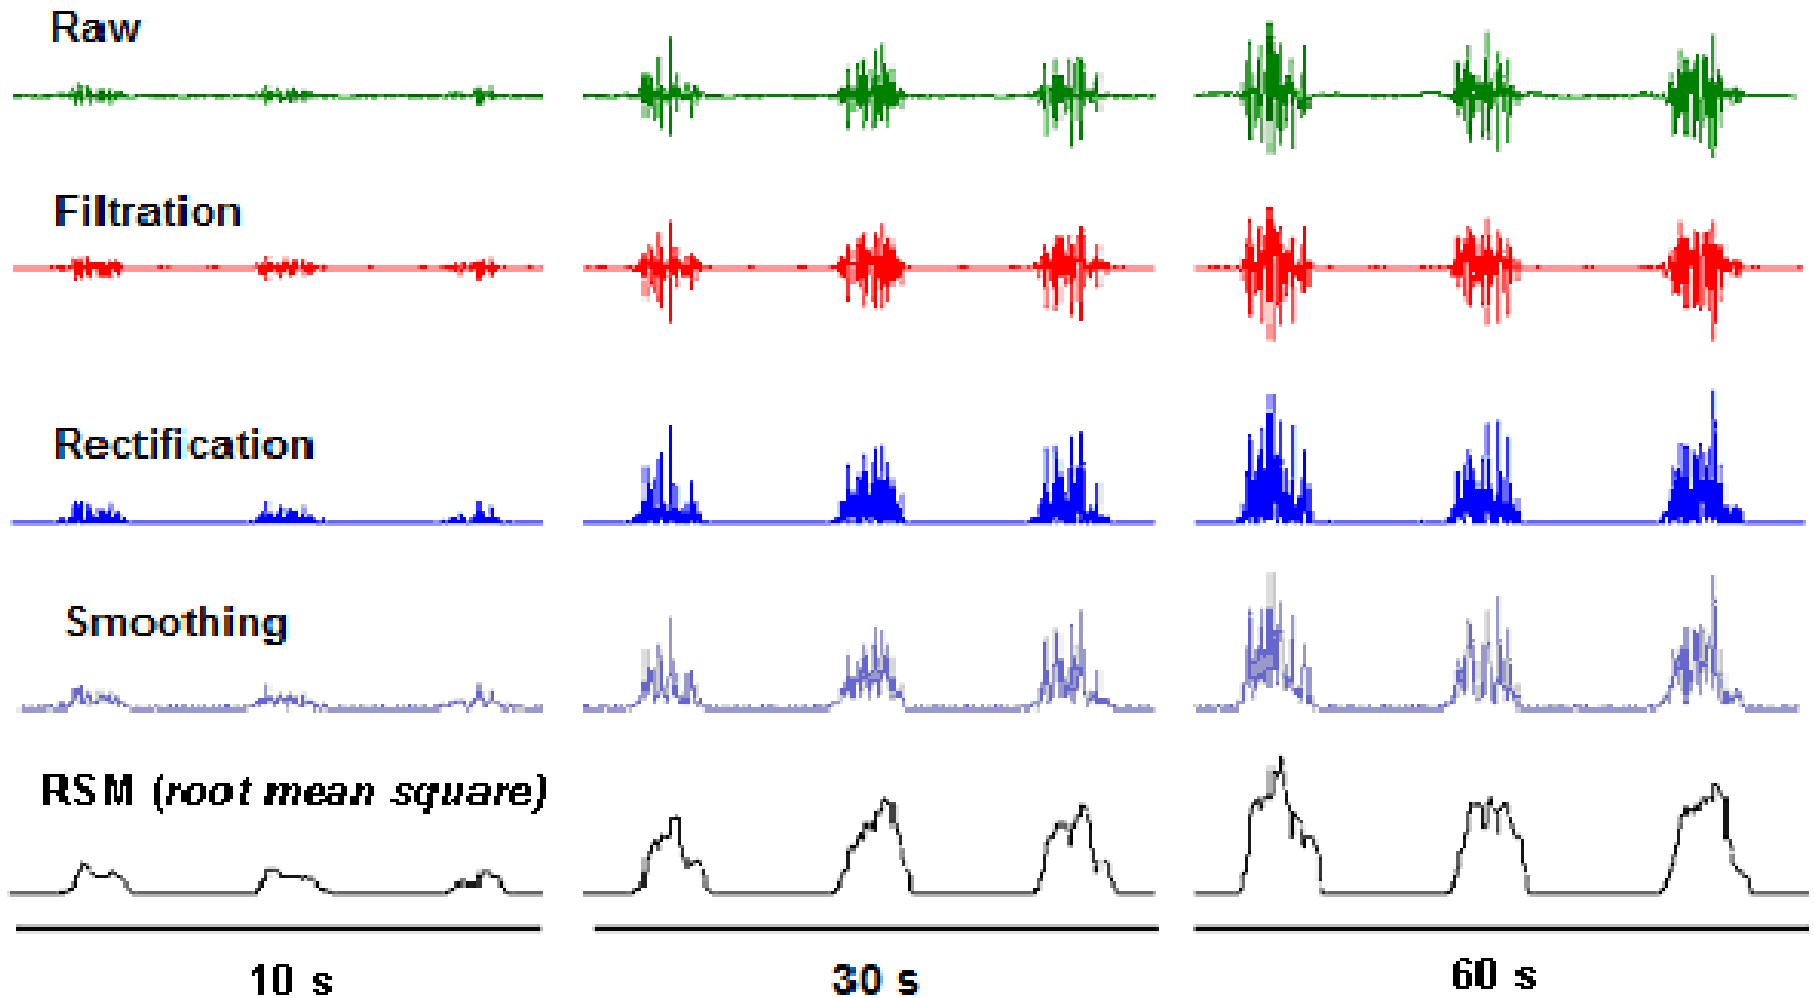 Raw
Filtration
Rectification
Smoothing
RSM (root mean square)
10 s
30 s
60 s